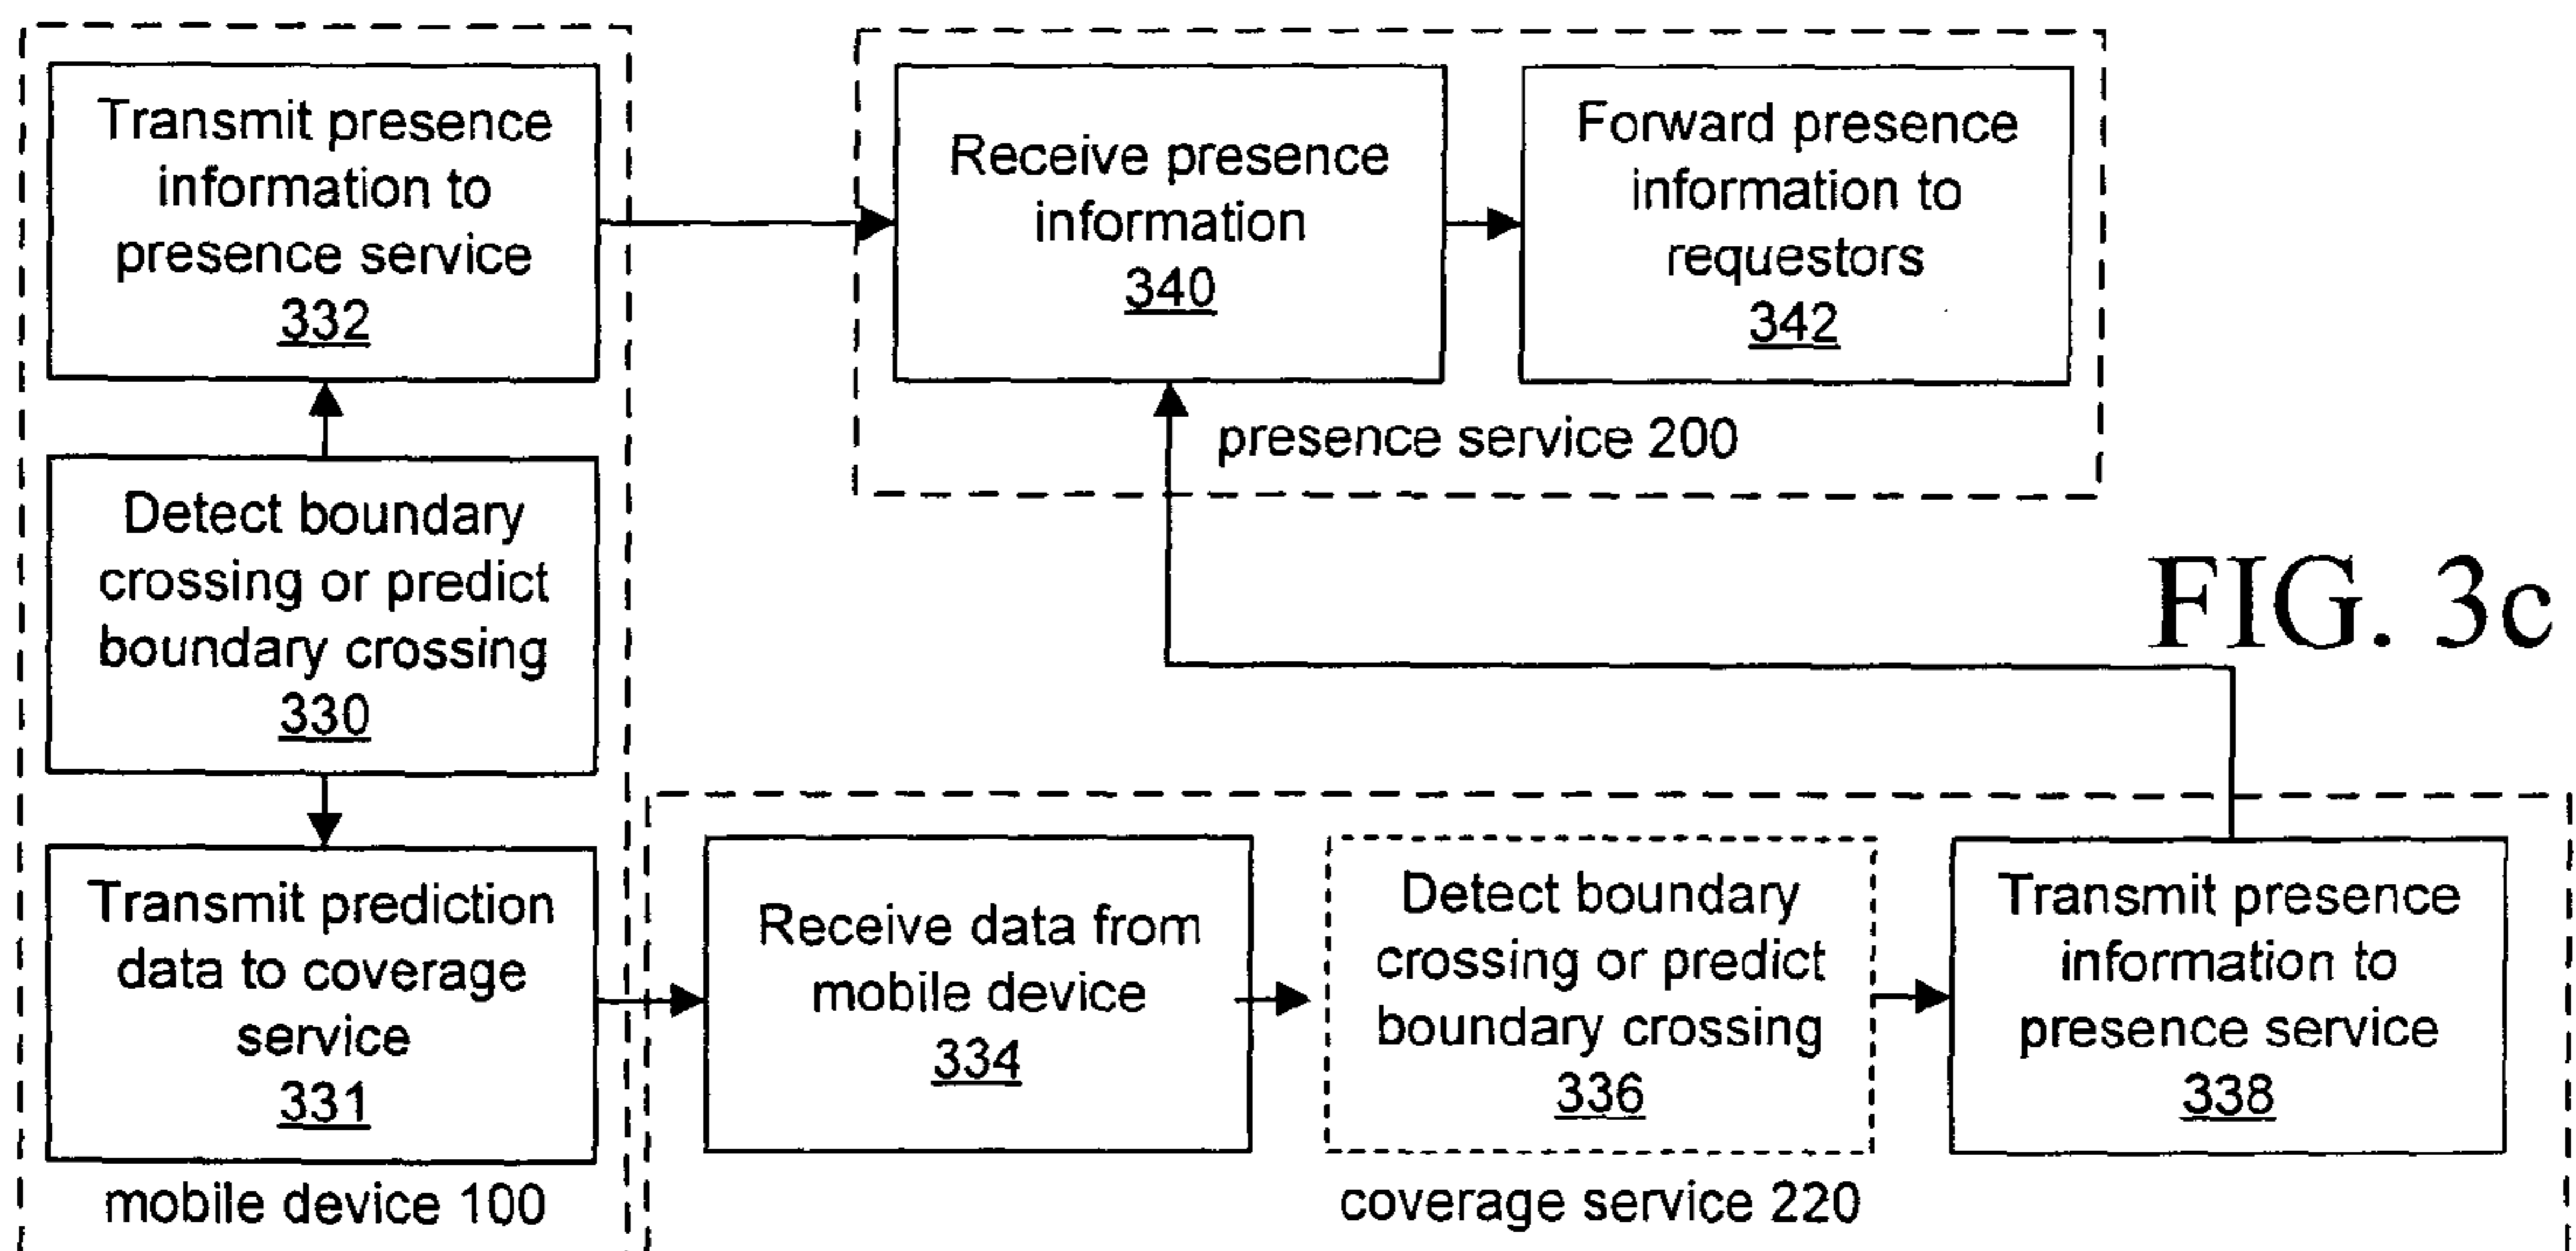 Transmit presence
information to
presence service
332
Receive presence
information
340
Forward presence
information to
requestors
342
presence service 200
Detect boundary
crossing or predict
boundary crossing
330
FIG. 3c
Transmit prediction
data to coverage
service
331
mobile device 100
Receive data from
mobile device
334
Detect boundary
crossing or predict
boundary crossing
336
Transmit presence
information to
presence service
338
coverage service 220